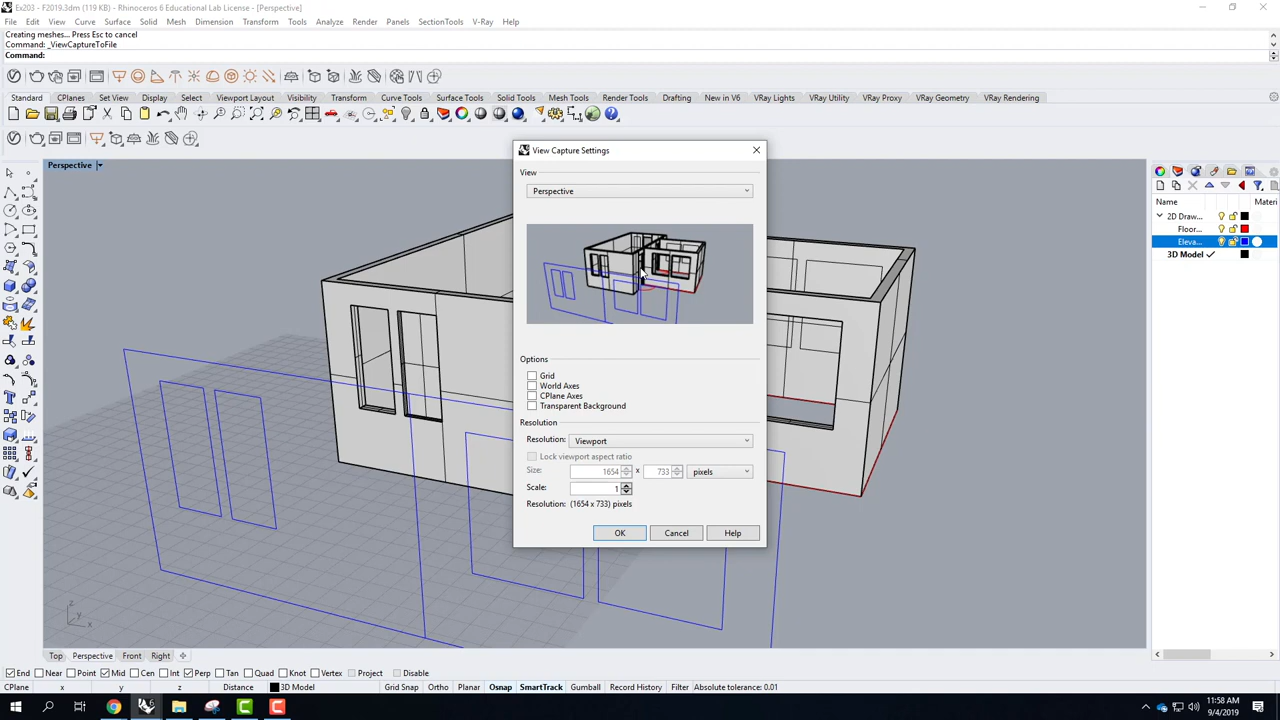 Ex203 - F2019.3dm (119 KB) - Rhinoceros 6 Educational Lab License - [Perspective]
File Edit View Curve Surface Solid Mesh Dimension Transform Tools Analyze Render Panels V-Ray SectionTools Help
Creating meshes... Press Esc to cancel
Command: _ViewCaptureToFile
Command:
Standard CPlanes Set View Display Select Viewport Layout Visibility Transform Curve Tools Surface Tools Solid Tools Mesh Tools Render Tools Drafting New in V6 VRay Lights VRay Utility VRay Proxy VRay Geometry VRay Rendering
Perspective
View Capture Settings
View
Perspective
Options
Grid
World Axes
CPlane Axes
Transparent Background
Resolution
Resolution: Viewport
Lock viewport aspect ratio
Size: 1654 x 733 pixels
Scale: 1
Resolution: (1654 x 733) pixels
OK Cancel Help
Name Materi
2D Draw...
Floor...
Eleva...
3D Model
z
y
x
Top Perspective Front Right
End Near Point Mid Cen Int Perp Tan Quad Knot Vertex Project Disable
CPlane x y z Distance 3D Model Grid Snap Ortho Planar Osnap SmartTrack Gumball Record History Filter Absolute tolerance: 0.01
11:58 AM
9/4/2019